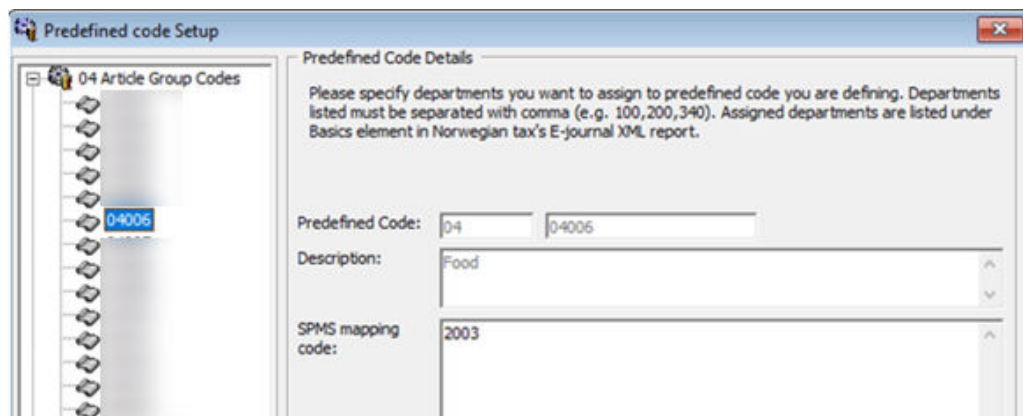 Predefined code Setup
04 Article Group Codes
04006
Predefined Code Details
Please specify departments you want to assign to predefined code you are defining. Departments
listed must be separated with comma (e.g. 100,200,340). Assigned departments are listed under
Basics element in Norwegian tax's E-journal XML report.
Predefined Code: 04 04006
Description: Food
SPMS mapping 2003
code: